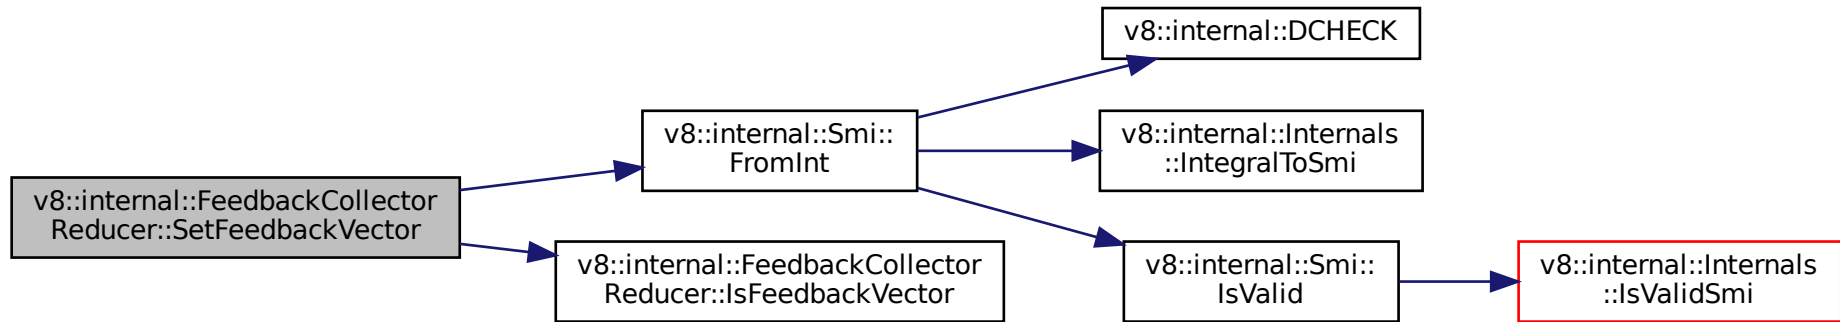 v8::internal::FeedbackCollector
Reducer::SetFeedbackVector
v8::internal::Smi::
FromInt
v8::internal::FeedbackCollector
Reducer::IsFeedbackVector
v8::internal::DCHECK
v8::internal::Internals
::IntegralToSmi
v8::internal::Smi::
IsValid
v8::internal::Internals
::IsValidSmi